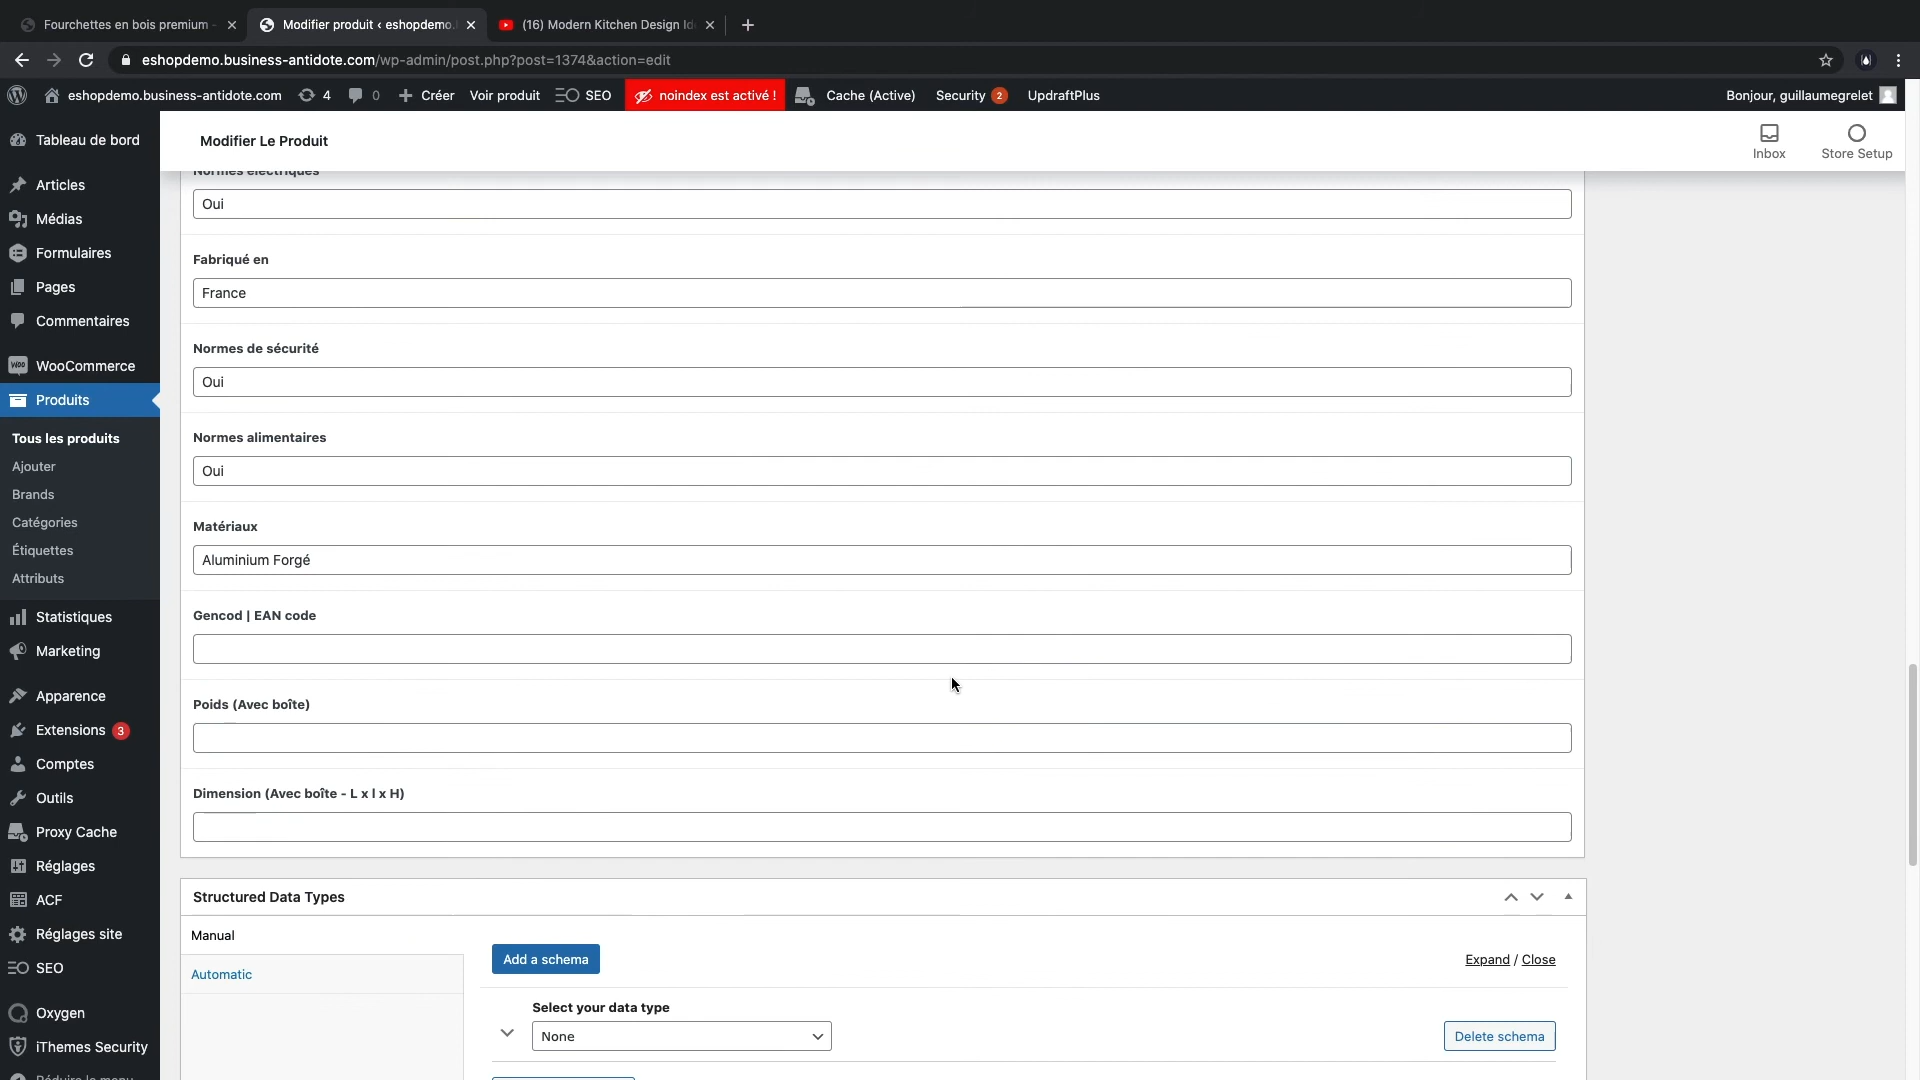 Fourchettes en bois premium -
Modifier produit ‹ eshopdemo.
(16) Modern Kitchen Design Id
eshopdemo.business-antidote.com/wp-admin/post.php?post=1374&action=edit
eshopdemo.business-antidote.com
4
0
Créer
Voir produit
SEO
noindex est activé !
Cache (Active)
Security 2
UpdraftPlus
Bonjour, guillaumegrelet
Tableau de bord
Articles
Médias
Formulaires
Pages
Commentaires
WooCommerce
Produits
Tous les produits
Ajouter
Brands
Catégories
Étiquettes
Attributs
Statistiques
Marketing
Apparence
Extensions 3
Comptes
Outils
Proxy Cache
Réglages
ACF
Réglages site
SEO
Oxygen
iThemes Security
Réduire le menu
Modifier Le Produit
Inbox
Store Setup
Normes électriques
Oui
Fabriqué en
France
Normes de sécurité
Oui
Normes alimentaires
Oui
Matériaux
Aluminium Forgé
Gencod | EAN code
Poids (Avec boîte)
Dimension (Avec boîte - L x l x H)
Structured Data Types
Manual
Automatic
Add a schema
Expand / Close
Select your data type
None
Delete schema